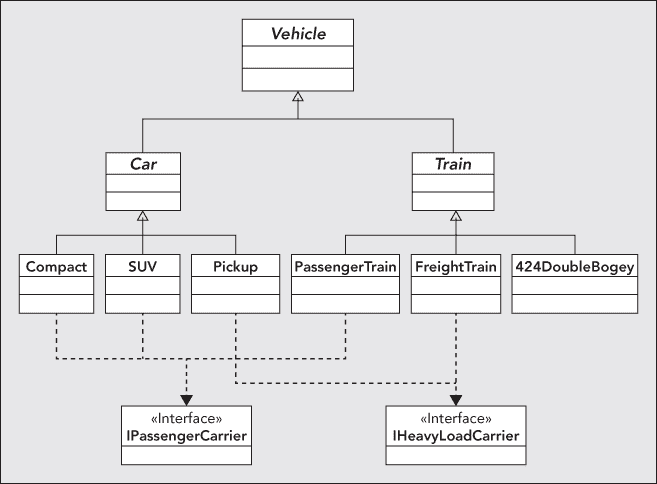 Vehicle
Car
Train
Compact
SUV
Pickup
PassengerTrain
FreightTrain
424DoubleBogey
«Interface»
IPassengerCarrier
«Interface»
IHeavyLoadCarrier